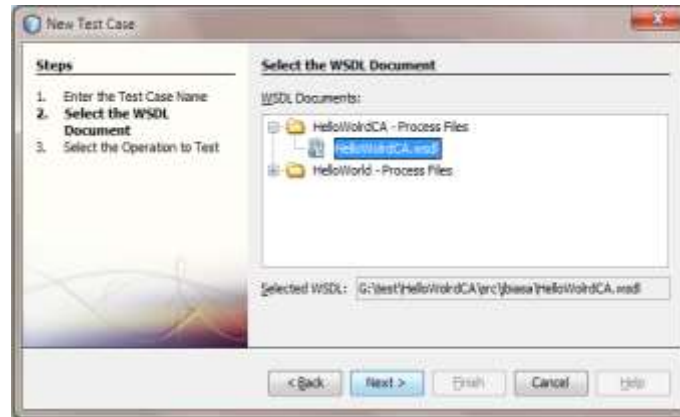 New Test Case
Steps
1. Enter the Test Case Name
2. Select the WSDL
Document
3. Select the Operation to Test
Select the WSDL Document
WSDL Documents:
HelloWolrdCA - Process Files
HelloWolrdCA.wsdl
HelloWorld - Process Files
Selected WSDL: G:\test\HelloWolrdCA\src\jbiasa\HelloWolrdCA.wsdl
< Back
Next >
Finish
Cancel
Help